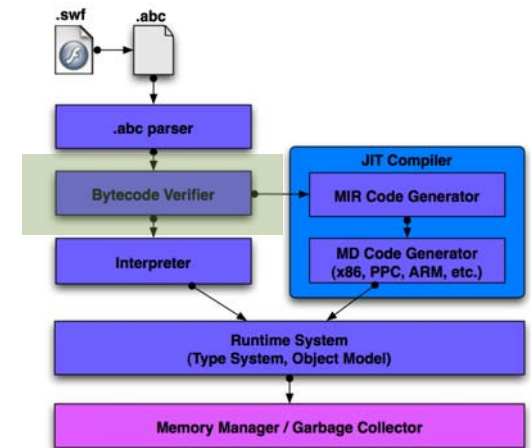 .swf
.abc
.abc parser
Bytecode Verifier
Interpreter
JIT Compiler
MIR Code Generator
MD Code Generator
(x86, PPC, ARM, etc.)
Runtime System
(Type System, Object Model)
Memory Manager / Garbage Collector